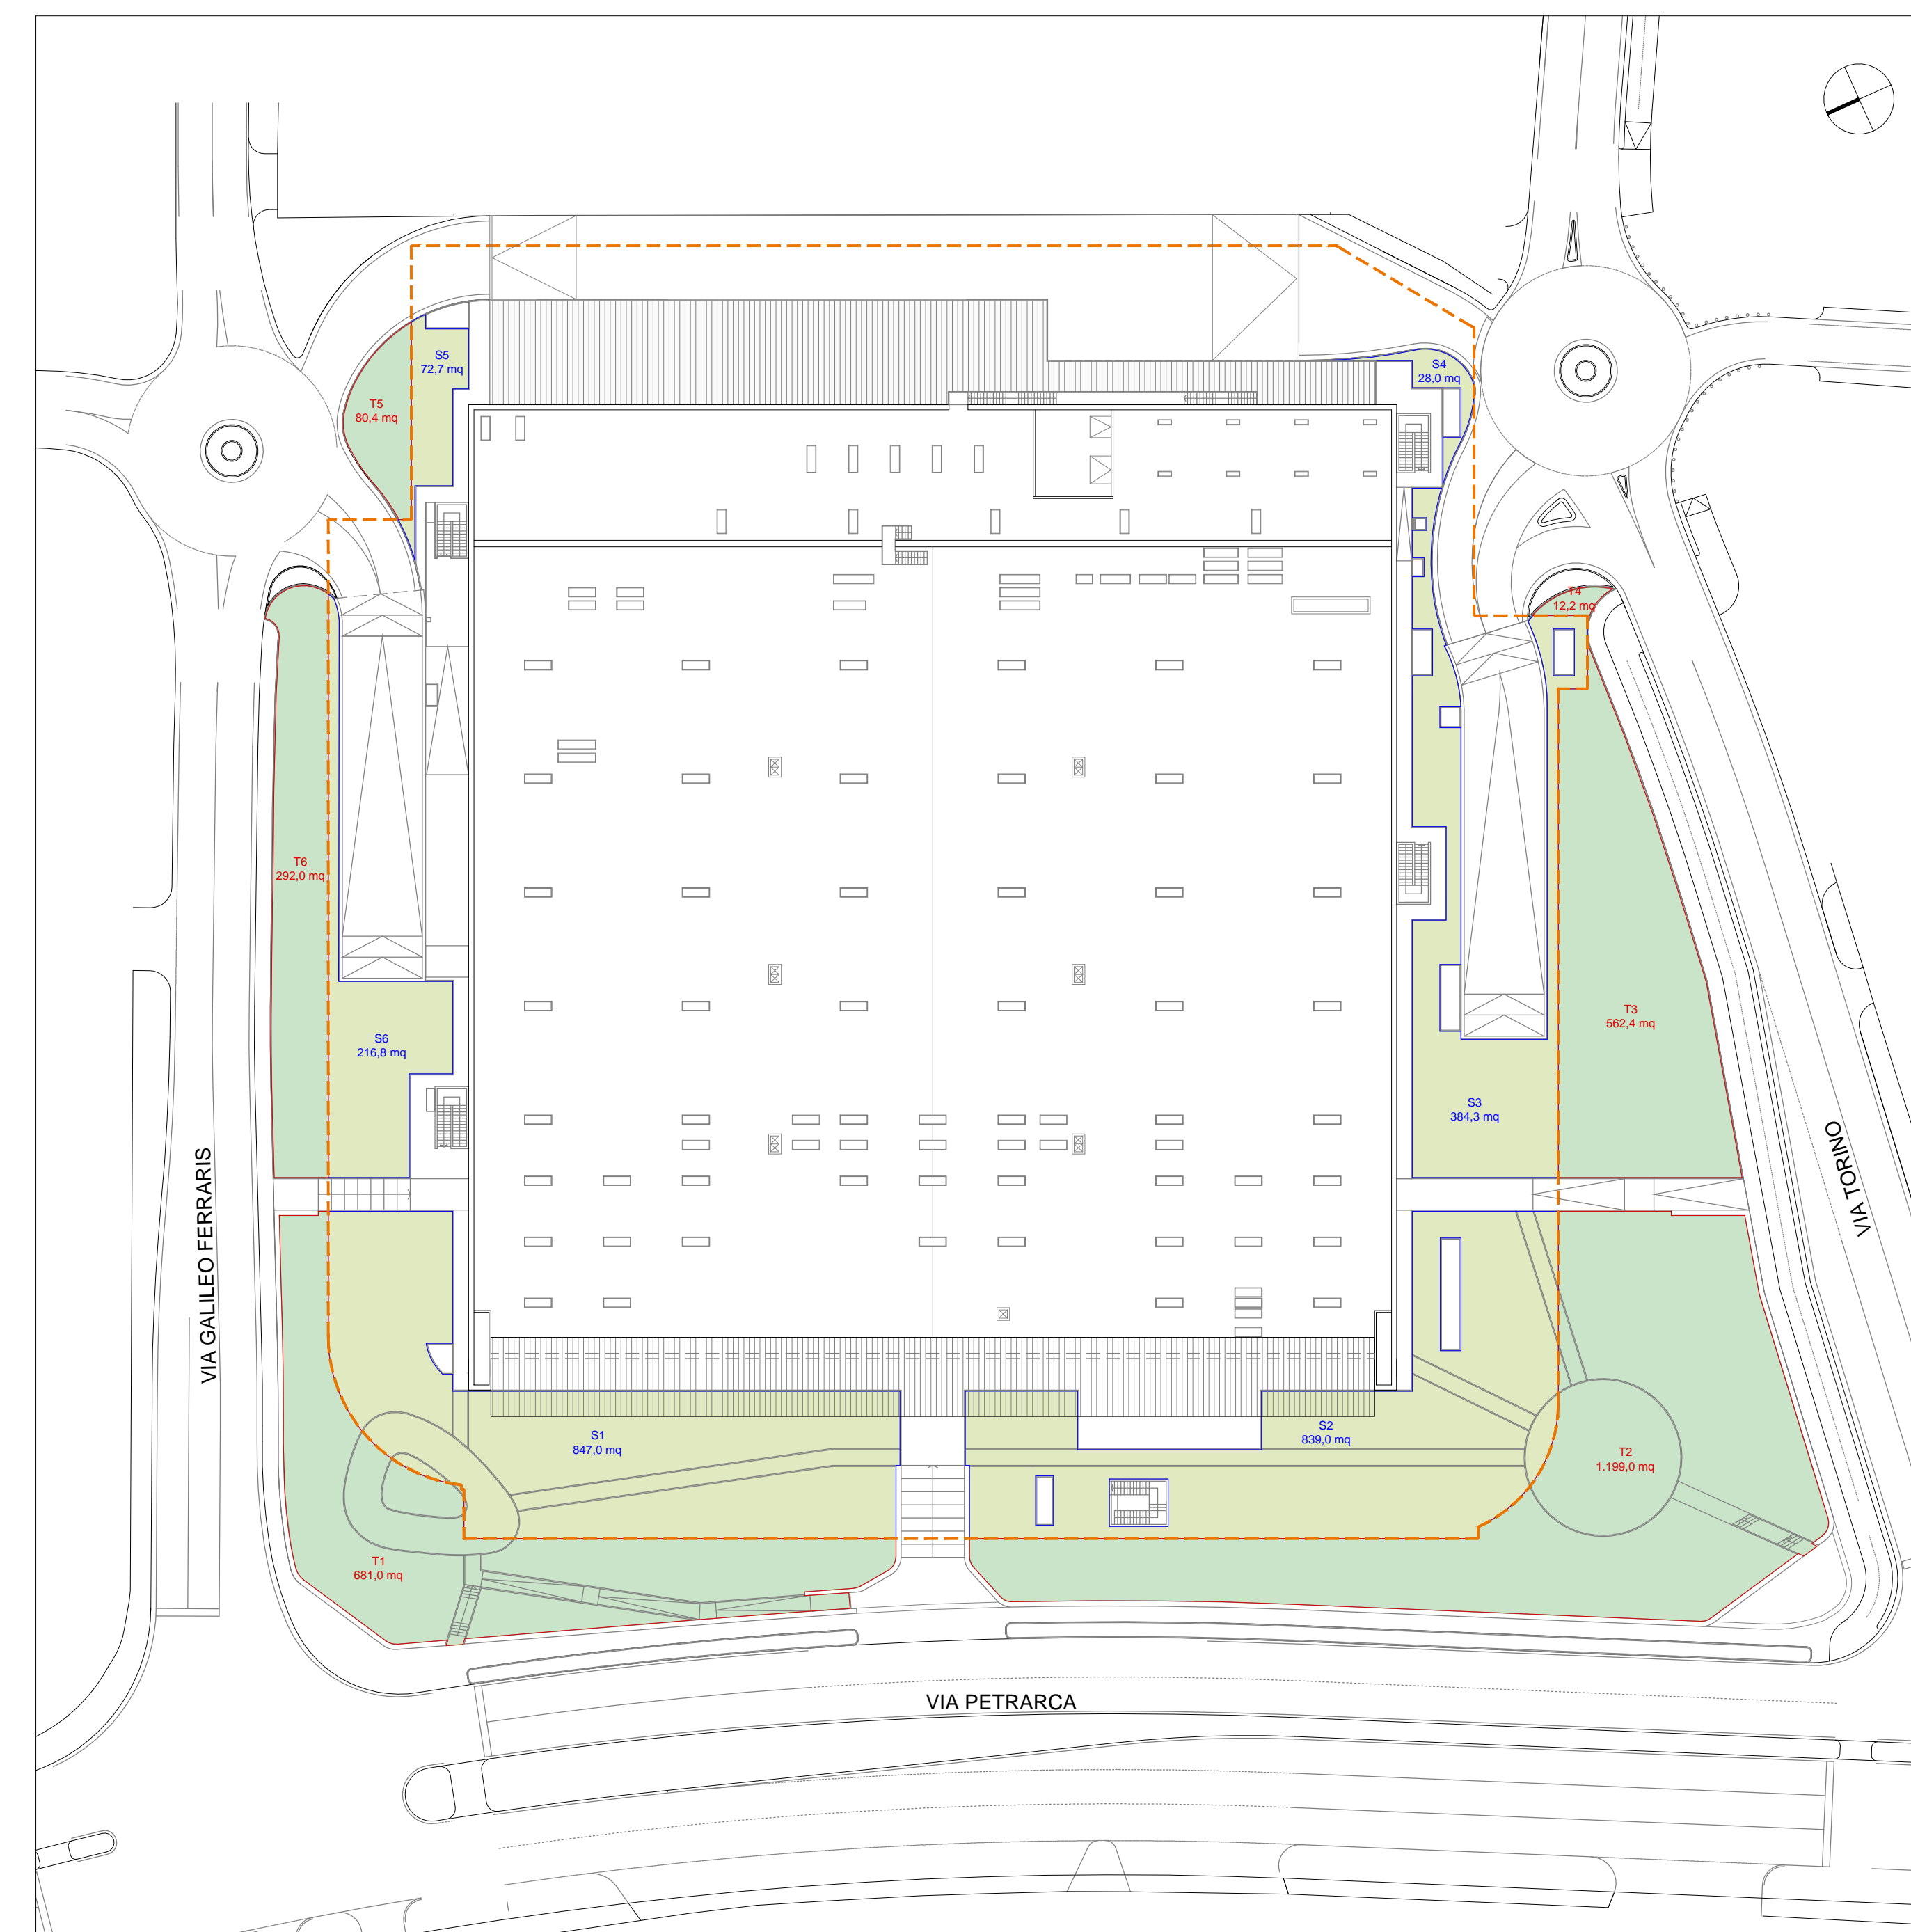 S5
72,7 mq
S4
28,0 mq
T5
80,4 mq
T4
12,2 mq
T6
292,0 mq
T3
562,4 mq
S6
216,8 mq
S3
384,3 mq
VIA GALILEO FERRARIS
VIA TORINO
S1
847,0 mq
S2
839,0 mq
T2
1.199,0 mq
T1
681,0 mq
VIA PETRARCA